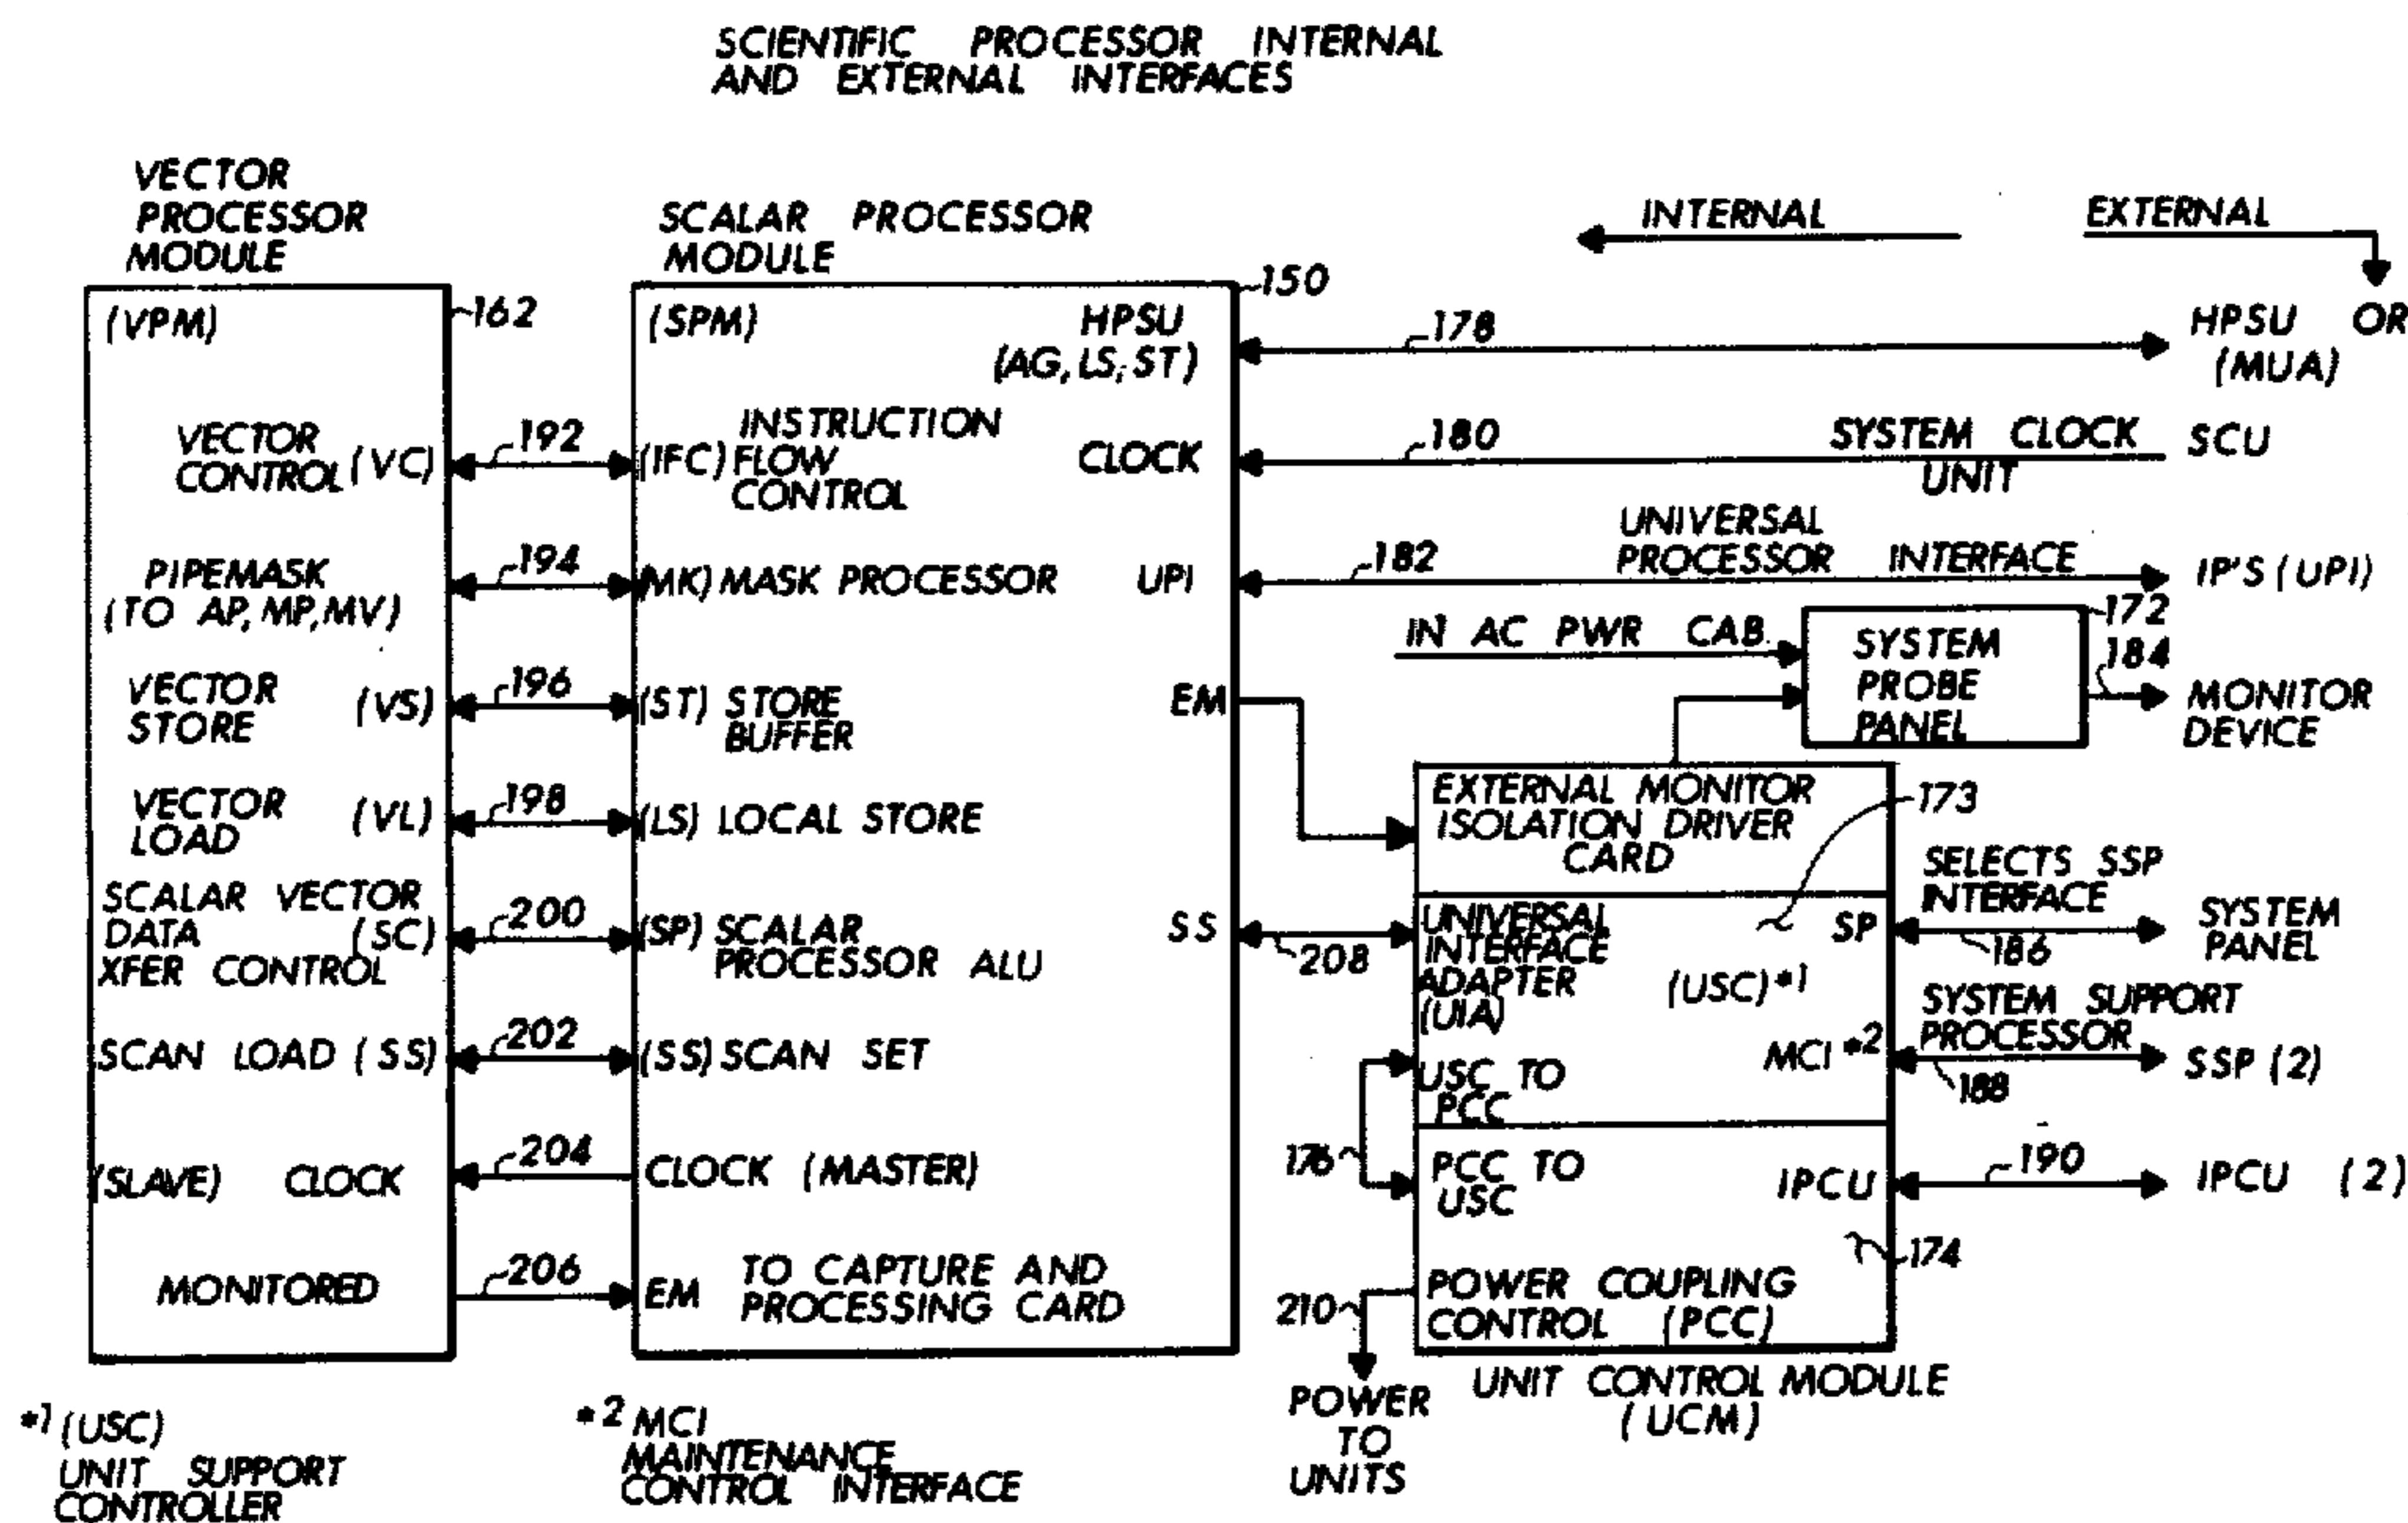 SCIENTIFIC PROCESSOR INTERNAL
AND EXTERNAL INTERFACES
VECTOR
PROCESSOR
MODULE
(VPM)
162
VECTOR
CONTROL (VC)
PIPEMASK
(TO AP, MP, MV)
VECTOR
STORE (VS)
VECTOR
LOAD (VL)
SCALAR VECTOR
DATA (SC)
XFER CONTROL
SCAN LOAD (SS)
(SLAVE) CLOCK
MONITORED
192
194
196
198
200
202
204
206
SCALAR PROCESSOR
MODULE
150
(SPM)
HPSU
(AG, LS, ST)
INSTRUCTION
(IFC) FLOW
CONTROL
CLOCK
(MK) MASK PROCESSOR
UPI
(ST) STORE
BUFFER
EM
(LS) LOCAL STORE
(SP) SCALAR
PROCESSOR ALU
SS
(SS) SCAN SET
CLOCK (MASTER)
EM
TO CAPTURE AND
PROCESSING CARD
INTERNAL
EXTERNAL
178
HPSU OR
(MUA)
180
SYSTEM CLOCK
UNIT
SCU
182
UNIVERSAL
PROCESSOR INTERFACE
IP'S (UPI)
IN AC PWR CAB.
172
SYSTEM
PROBE
PANEL
184
MONITOR
DEVICE
EXTERNAL MONITOR
ISOLATION DRIVER
CARD
173
208
UNIVERSAL
INTERFACE
ADAPTER
(UIA)
(USC)*1
SP
SELECTS SSP
INTERFACE
186
SYSTEM
PANEL
MCI *2
SYSTEM SUPPORT
PROCESSOR
188
SSP (2)
USC TO
PCC
176
PCC TO
USC
IPCU
190
IPCU (2)
174
POWER COUPLING
CONTROL (PCC)
210
POWER
TO
UNITS
UNIT CONTROL MODULE
(UCM)
*1 (USC)
UNIT SUPPORT
CONTROLLER
*2 MCI
MAINTENANCE
CONTROL INTERFACE